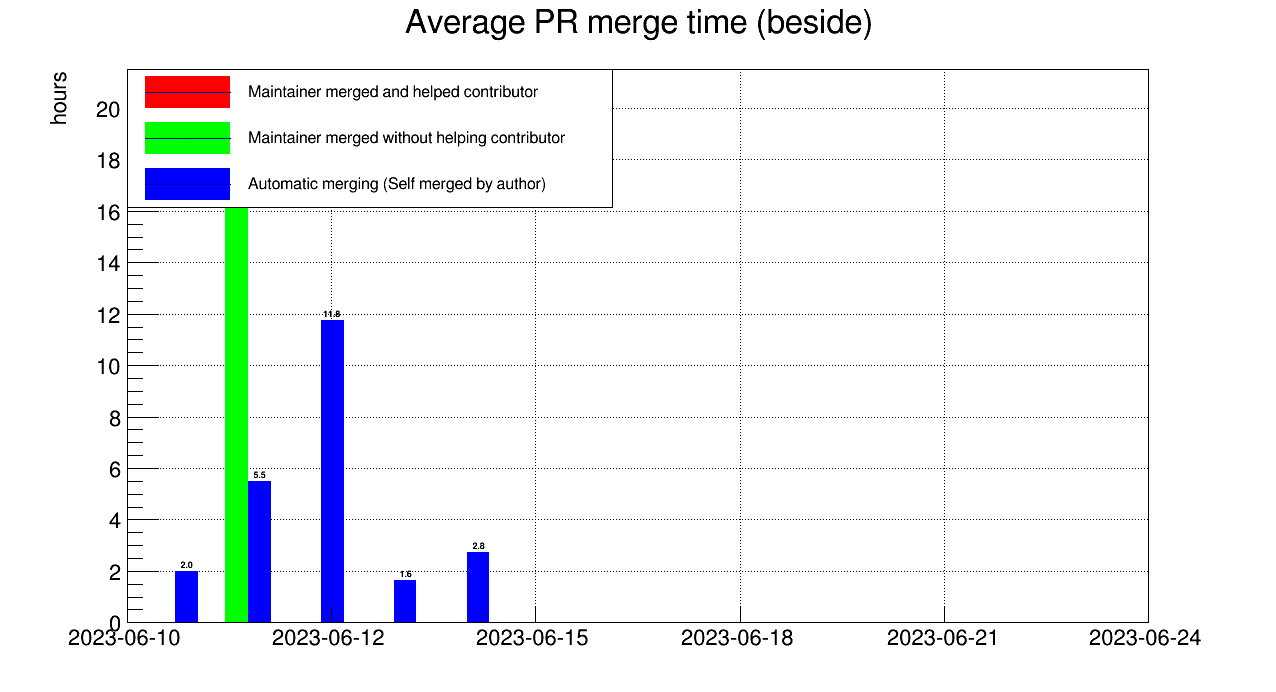 Average PR merge time (beside)
hours
Maintainer merged and helped contributor
Maintainer merged without helping contributor
Automatic merging (Self merged by author)
20
18
16
14
12
10
8
6
4
2
0
2.0
5.5
11.8
1.6
2.8
2023-06-10 2023-06-12 2023-06-15 2023-06-18 2023-06-21 2023-06-24